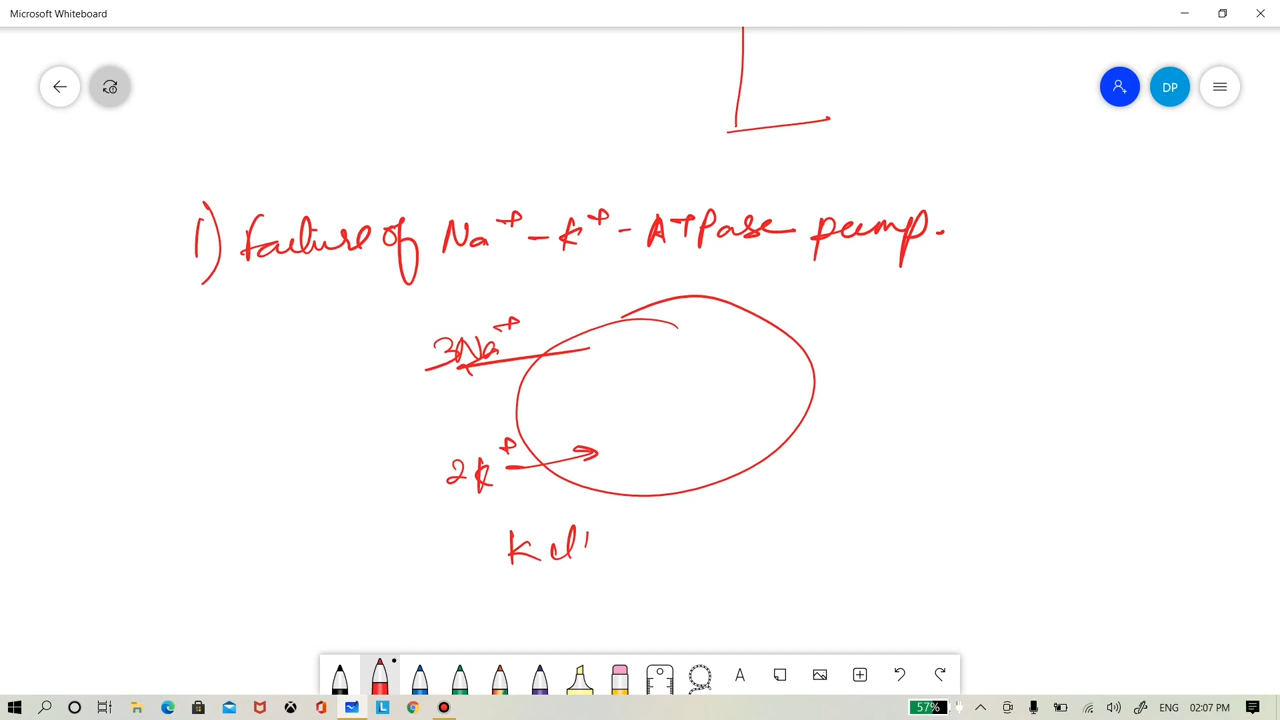 Microsoft Whiteboard
DP
1) failure of Na+ - K+ - ATPase pump.
3Na+
2K+
K
A
57%
ENG
02:07 PM